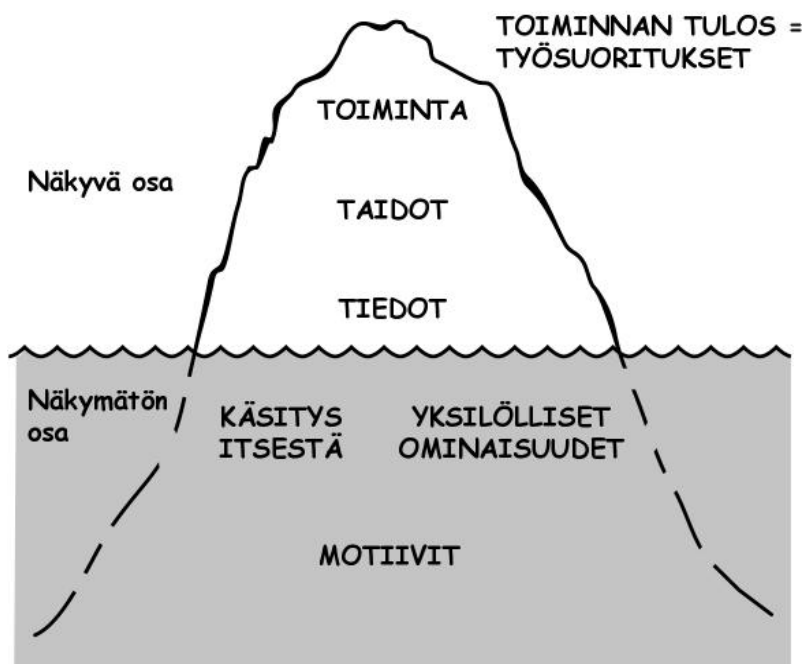 TOIMINNAN TULOS =
TYÖSUORITUKSET
TOIMINTA
Näkyvä osa
TAIDOT
TIEDOT
Näkymätön
osa
KÄSITYS
ITSESTÄ
YKSILÖLLISET
OMINAISUUDET
MOTIIVIT